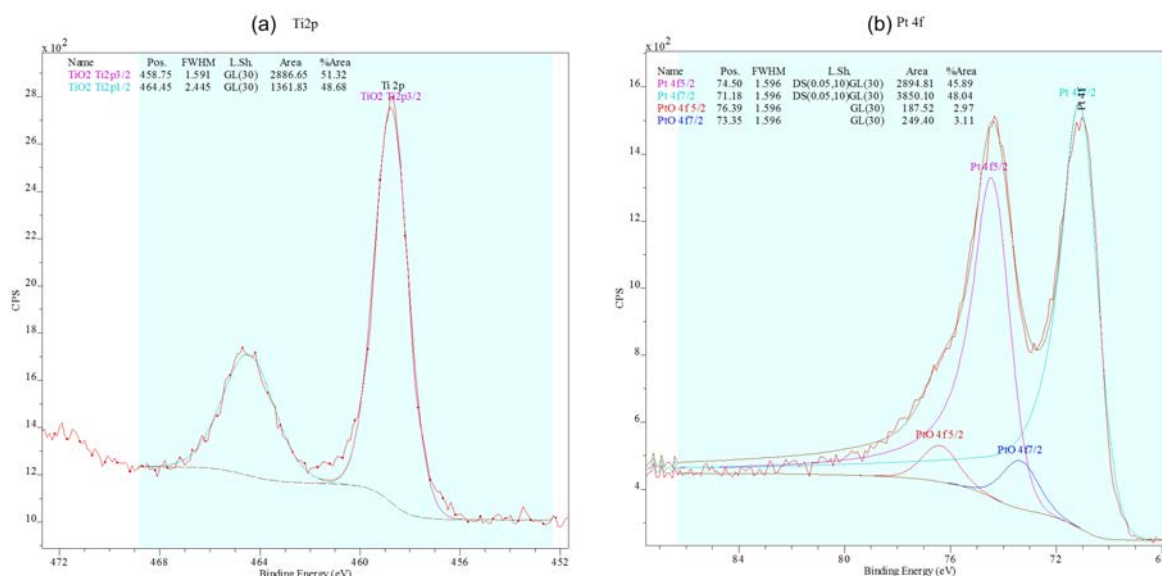 (a) Ti2p
x 10²
Name Pos. FWHM L.Sh. Area %Area
TiO2 Ti2p3/2 458.75 1.591 GL(30) 2886.65 51.32
TiO2 Ti2p1/2 464.45 2.445 GL(30) 1361.83 48.68
Ti 2p
TiO2 Ti2p3/2
28
26
24
22
20
18
16
14
12
10
CPS
472 468 464 460 456 452
Binding Energy (eV)
(b) Pt 4f
x 10²
Name Pos. FWHM L.Sh. Area %Area
Pt 4f5/2 74.50 1.596 DS(0.05,10)GL(30) 2894.81 45.89
Pt 4f7/2 71.18 1.596 DS(0.05,10)GL(30) 3850.10 48.04
PtO 4f 5/2 76.39 1.596 GL(30) 187.52 2.97
PtO 4f7/2 73.35 1.596 GL(30) 249.40 3.11
Pt 4f
Pt 4f5/2
PtO 4f 5/2
PtO 4f7/2
16
14
12
10
8
6
4
CPS
84 80 76 72
Binding Energy (eV)